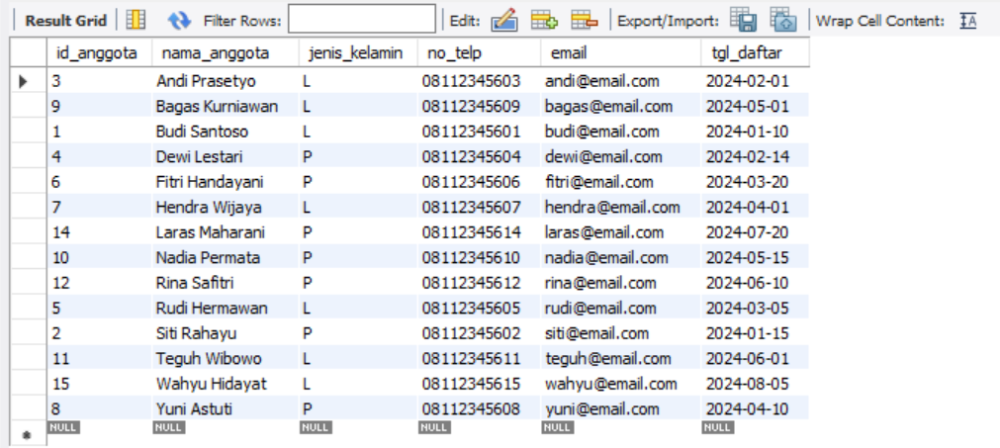 Result Grid Filter Rows: Edit: Export/Import: Wrap Cell Content: IA
id_anggota nama_anggota jenis_kelamin no_telp email tgl_daftar
3 Andi Prasetyo L 08112345603 andi@email.com 2024-02-01
9 Bagas Kurniawan L 08112345609 bagas@email.com 2024-05-01
1 Budi Santoso L 08112345601 budi@email.com 2024-01-10
4 Dewi Lestari P 08112345604 dewi@email.com 2024-02-14
6 Fitri Handayani P 08112345606 fitri@email.com 2024-03-20
7 Hendra Wijaya L 08112345607 hendra@email.com 2024-04-01
14 Laras Maharani P 08112345614 laras@email.com 2024-07-20
10 Nadia Permata P 08112345610 nadia@email.com 2024-05-15
12 Rina Safitri P 08112345612 rina@email.com 2024-06-10
5 Rudi Hermawan L 08112345605 rudi@email.com 2024-03-05
2 Siti Rahayu P 08112345602 siti@email.com 2024-01-15
11 Teguh Wibowo L 08112345611 teguh@email.com 2024-06-01
15 Wahyu Hidayat L 08112345615 wahyu@email.com 2024-08-05
8 Yuni Astuti P 08112345608 yuni@email.com 2024-04-10
NULL NULL NULL NULL NULL NULL